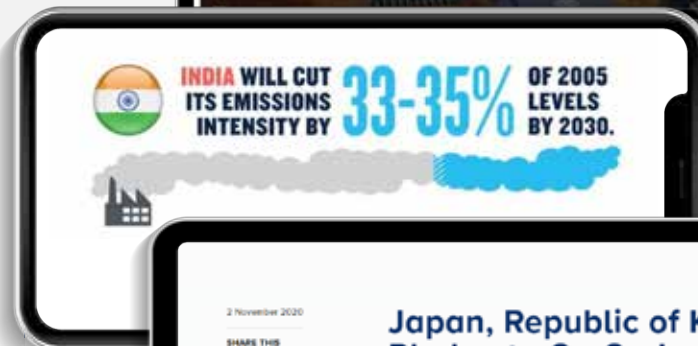 INDIA WILL CUT
ITS EMISSIONS
INTENSITY BY
33-35%
OF 2005
LEVELS
BY 2030.
2 November 2020
SHARE THIS
Japan, Republic of